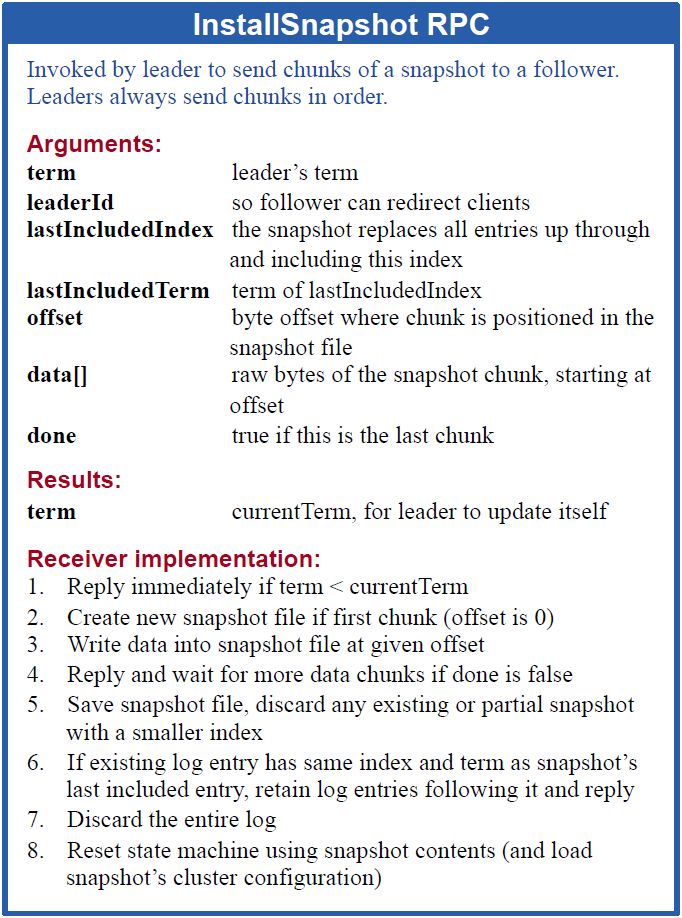 InstallSnapshot RPC
Invoked by leader to send chunks of a snapshot to a follower.
Leaders always send chunks in order.
Arguments:
term leader’s term
leaderId so follower can redirect clients
lastIncludedIndex the snapshot replaces all entries up through
and including this index
lastIncludedTerm term of lastIncludedIndex
offset byte offset where chunk is positioned in the
snapshot file
data[] raw bytes of the snapshot chunk, starting at
offset
done true if this is the last chunk
Results:
term currentTerm, for leader to update itself
Receiver implementation:
1. Reply immediately if term < currentTerm
2. Create new snapshot file if first chunk (offset is 0)
3. Write data into snapshot file at given offset
4. Reply and wait for more data chunks if done is false
5. Save snapshot file, discard any existing or partial snapshot
with a smaller index
6. If existing log entry has same index and term as snapshot’s
last included entry, retain log entries following it and reply
7. Discard the entire log
8. Reset state machine using snapshot contents (and load
snapshot’s cluster configuration)